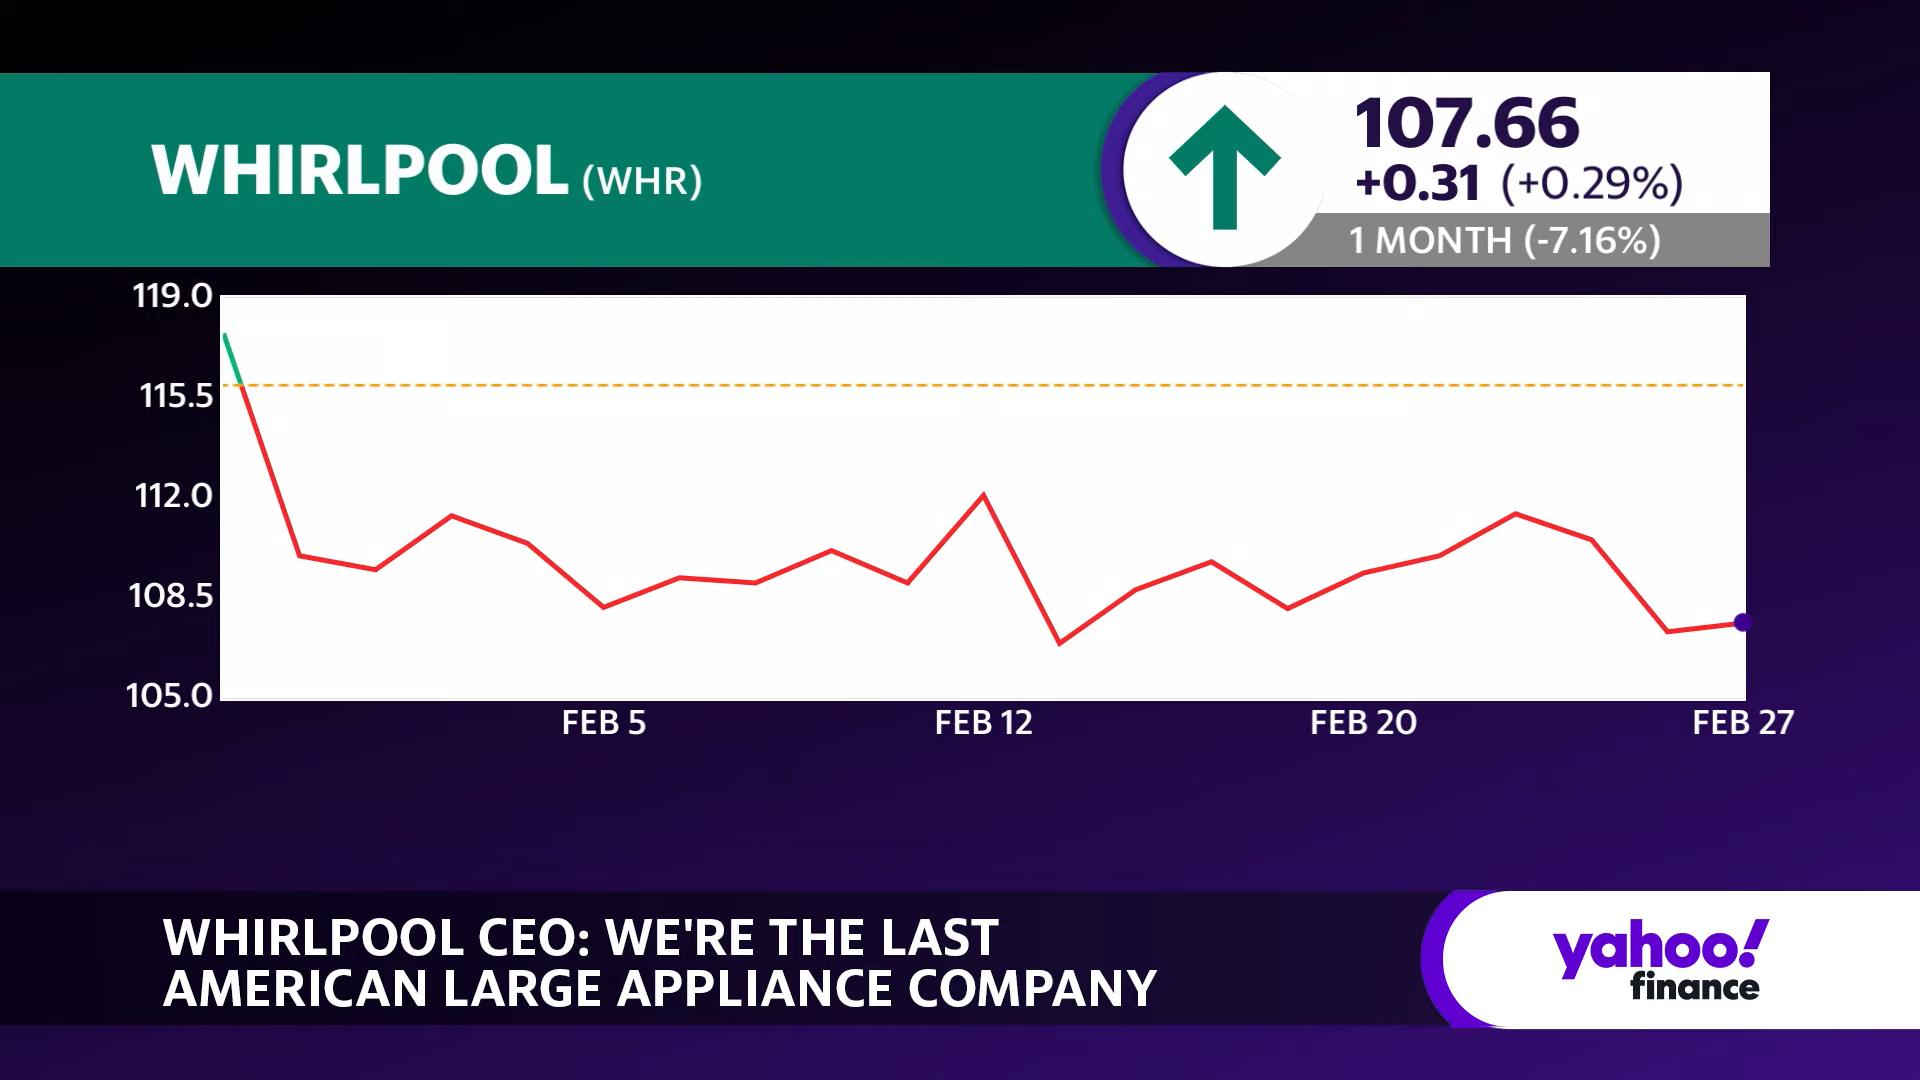 WHIRLPOOL (WHR)
107.66
+0.31 (+0.29%)
1 MONTH (-7.16%)
119.0
115.5
112.0
108.5
105.0
FEB 5 FEB 12 FEB 20 FEB 27
WHIRLPOOL CEO: WE'RE THE LAST
AMERICAN LARGE APPLIANCE COMPANY
yahoo!
finance